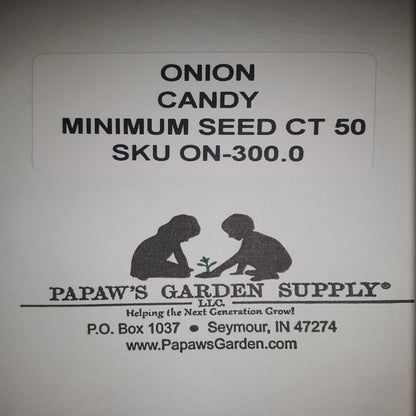 ONION
CANDY
MINIMUM SEED CT 50
SKU ON-300.0
PAPAW'S GARDEN SUPPLY®
LLC.
Helping the Next Generation Grow!
P.O. Box 1037 • Seymour, IN 47274
www.PapawsGarden.com